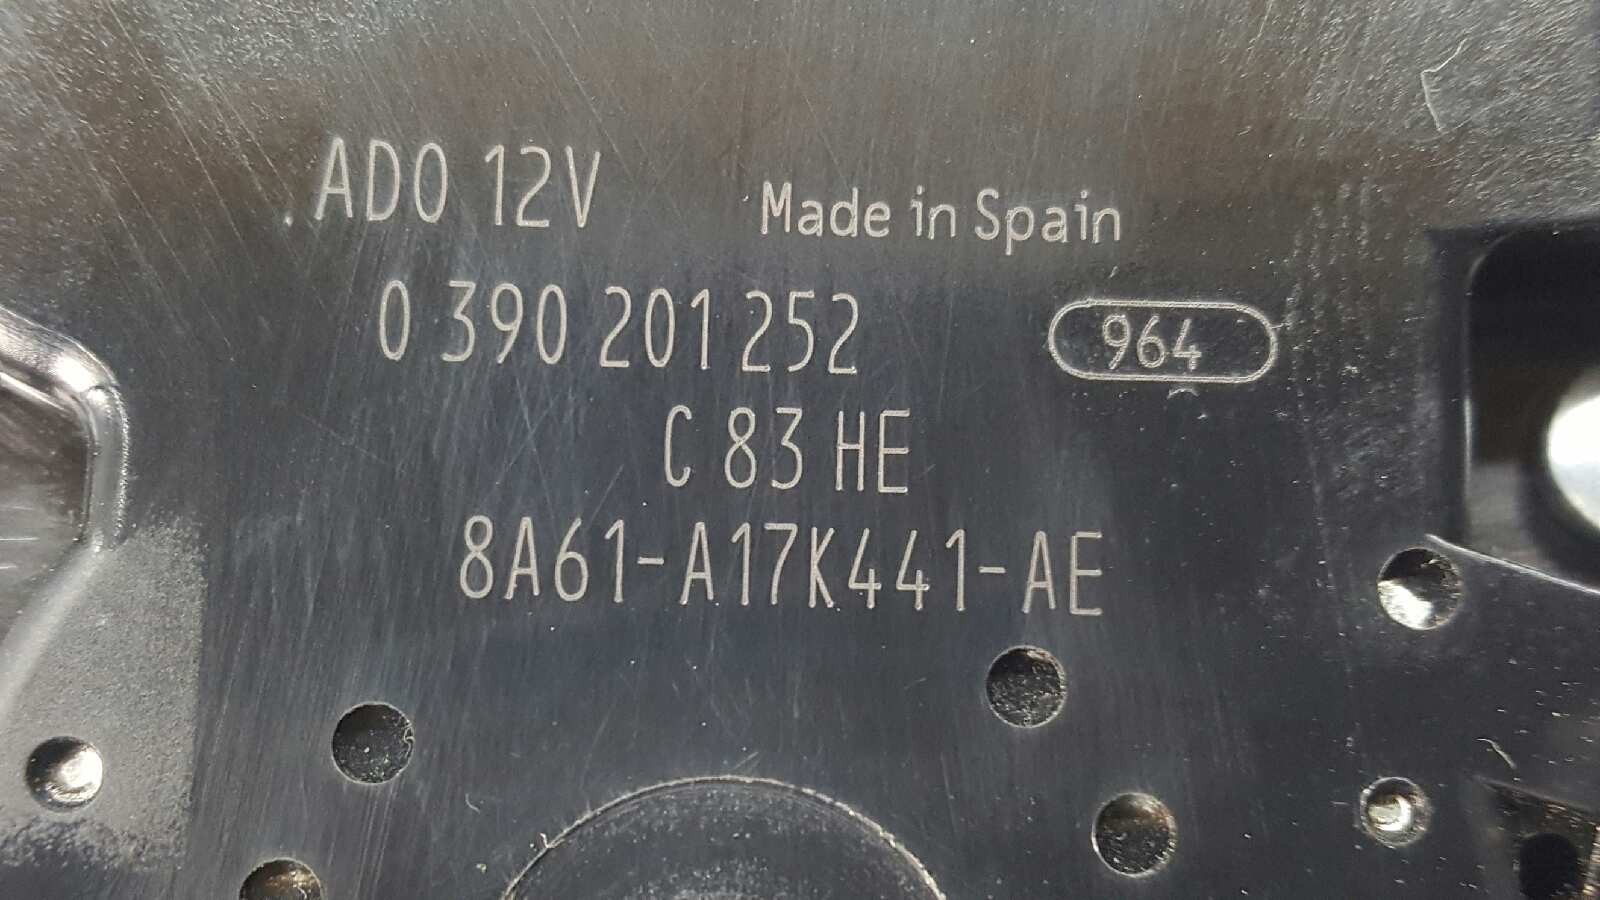 ADO 12V Made in Spain
0 390 201 252 964
C 83 HE
8A61-A17K441-AE